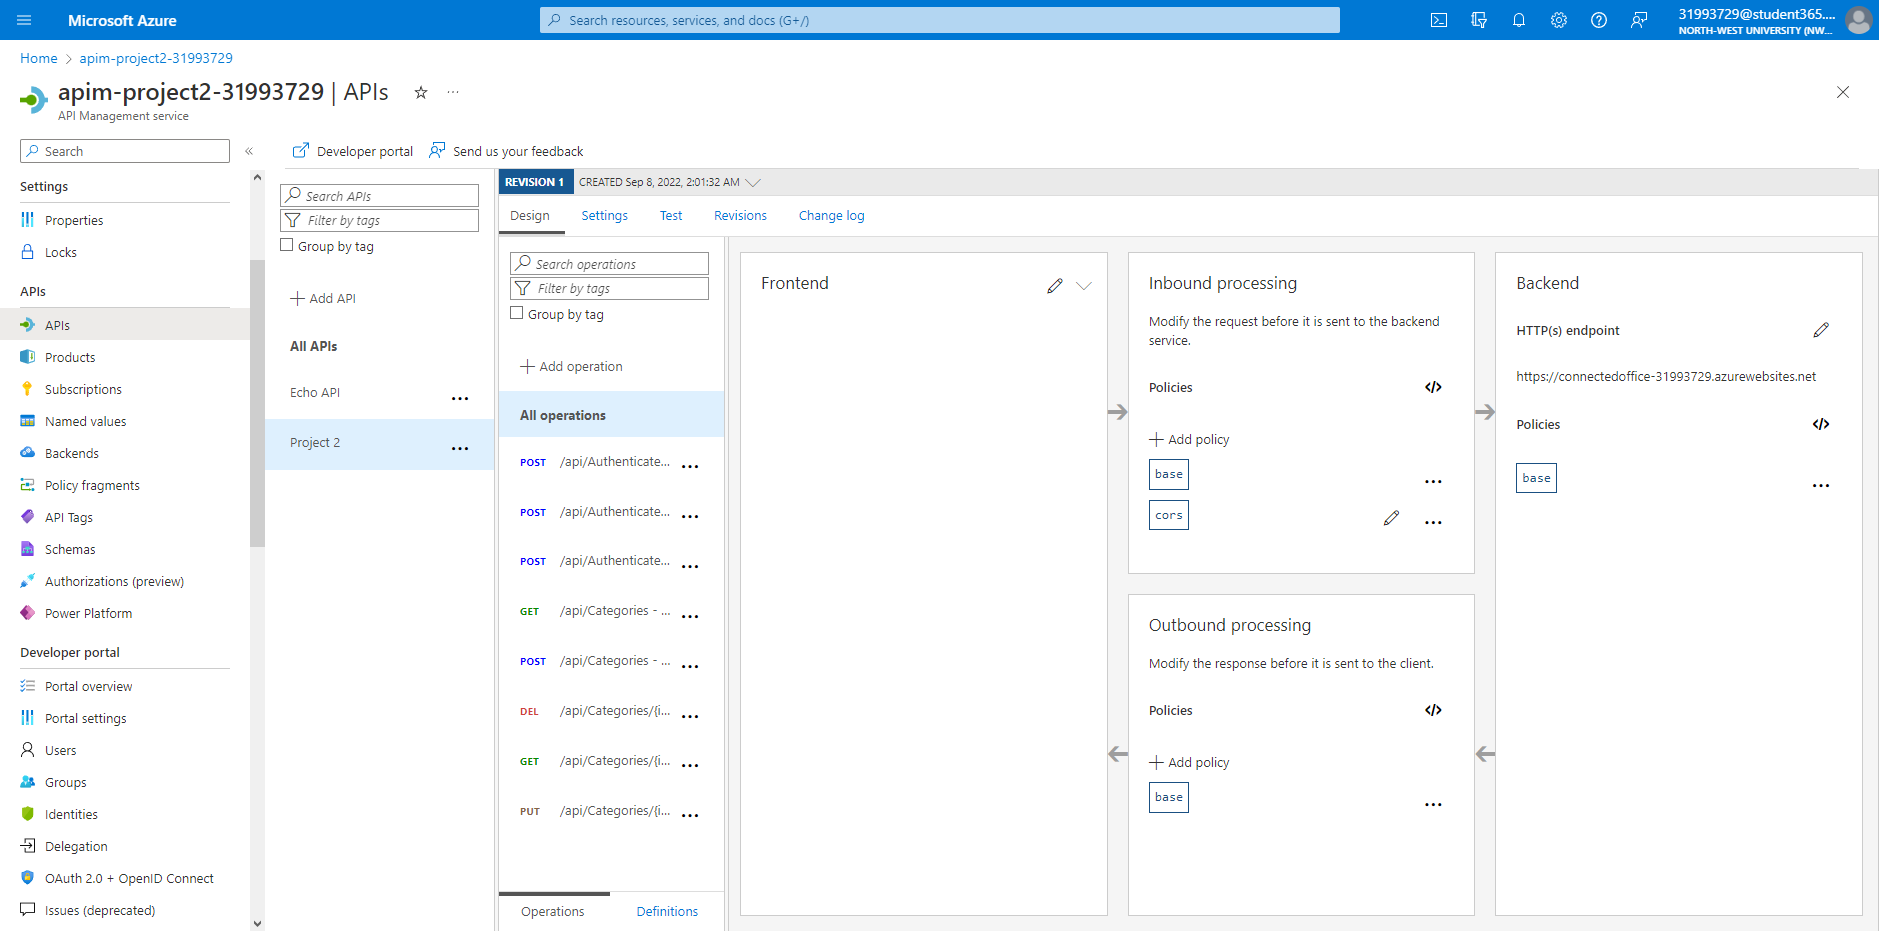 Microsoft Azure
Search resources, services, and docs (G+/)
31993729@student365....
NORTH-WEST UNIVERSITY (NW...
Home > apim-project2-31993729
apim-project2-31993729 | APIs
API Management service
Search
Developer portal
Send us your feedback
Settings
Properties
Locks
APIs
APIs
Products
Subscriptions
Named values
Backends
Policy fragments
API Tags
Schemas
Authorizations (preview)
Power Platform
Developer portal
Portal overview
Portal settings
Users
Groups
Identities
Delegation
OAuth 2.0 + OpenID Connect
Issues (deprecated)
Search APIs
Filter by tags
Group by tag
Add API
All APIs
Echo API
Project 2
REVISION 1 CREATED Sep 8, 2022, 2:01:32 AM
Design Settings Test Revisions Change log
Search operations
Filter by tags
Group by tag
Add operation
All operations
POST /api/Authenticate...
POST /api/Authenticate...
POST /api/Authenticate...
GET /api/Categories - ...
POST /api/Categories - ...
DEL /api/Categories/{i...
GET /api/Categories/{i...
PUT /api/Categories/{i...
Operations Definitions
Frontend
Inbound processing
Modify the request before it is sent to the backend
service.
Policies </>
Add policy
base
cors
Outbound processing
Modify the response before it is sent to the client.
Policies </>
Add policy
base
Backend
HTTP(s) endpoint
https://connectedoffice-31993729.azurewebsites.net
Policies </>
base